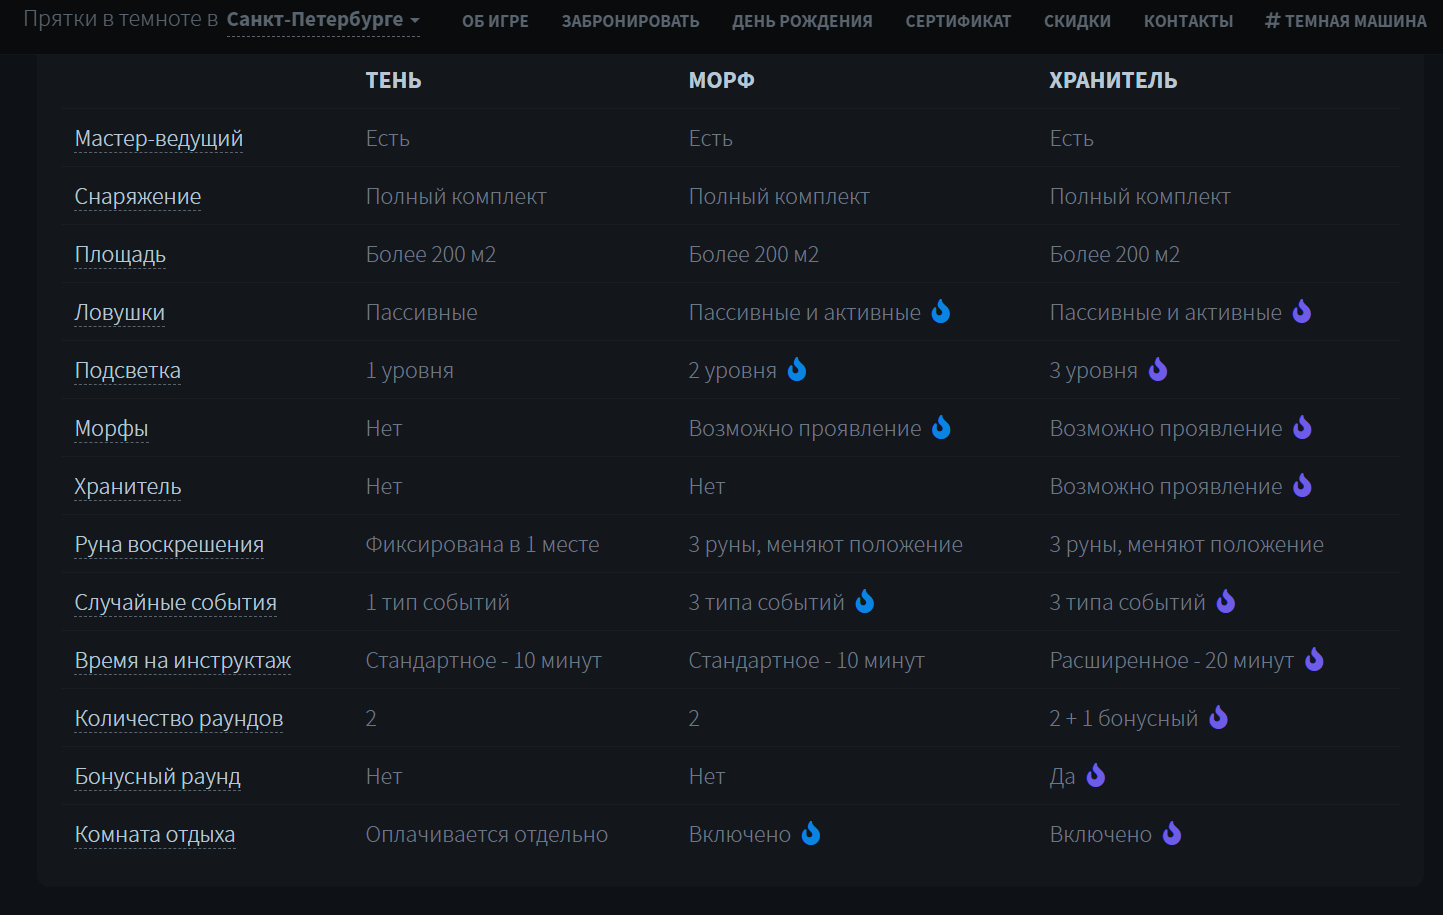 Прятки в темноте в Санкт-Петербурге ОБ ИГРЕ ЗАБРОНИРОВАТЬ ДЕНЬ РОЖДЕНИЯ СЕРТИФИКАТ СКИДКИ КОНТАКТЫ # ТЕМНАЯ МАШИНА
ТЕНЬ МОРФ ХРАНИТЕЛЬ
Мастер-ведущий Есть Есть Есть
Снаряжение Полный комплект Полный комплект Полный комплект
Площадь Более 200 м2 Более 200 м2 Более 200 м2
Ловушки Пассивные Пассивные и активные Пассивные и активные
Подсветка 1 уровня 2 уровня 3 уровня
Морфы Нет Возможно проявление Возможно проявление
Хранитель Нет Нет Возможно проявление
Руна воскрешения Фиксирована в 1 месте 3 руны, меняют положение 3 руны, меняют положение
Случайные события 1 тип событий 3 типа событий 3 типа событий
Время на инструктаж Стандартное - 10 минут Стандартное - 10 минут Расширенное - 20 минут
Количество раундов 2 2 2 + 1 бонусный
Бонусный раунд Нет Нет Да
Комната отдыха Оплачивается отдельно Включено Включено